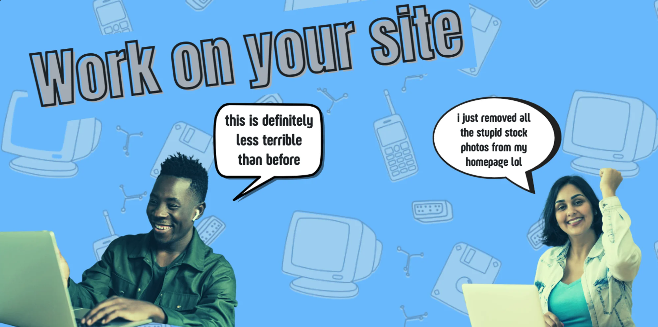 Work on your site
this is definitely
less terrible
than before
i just removed all
the stupid stock
photos from my
homepage lol